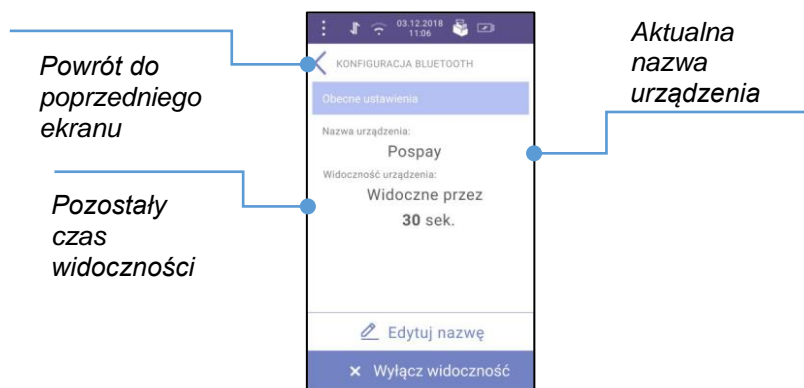 Powrót do
poprzedniego
ekranu
Pozostały
czas
widoczności
03.12.2018
11:06
KONFIGURACJA BLUETOOTH
Obecne ustawienia
Nazwa urządzenia:
Pospay
Widoczność urządzenia:
Widoczne przez
30 sek.
Edytuj nazwę
Wyłącz widoczność
Aktualna
nazwa
urządzenia